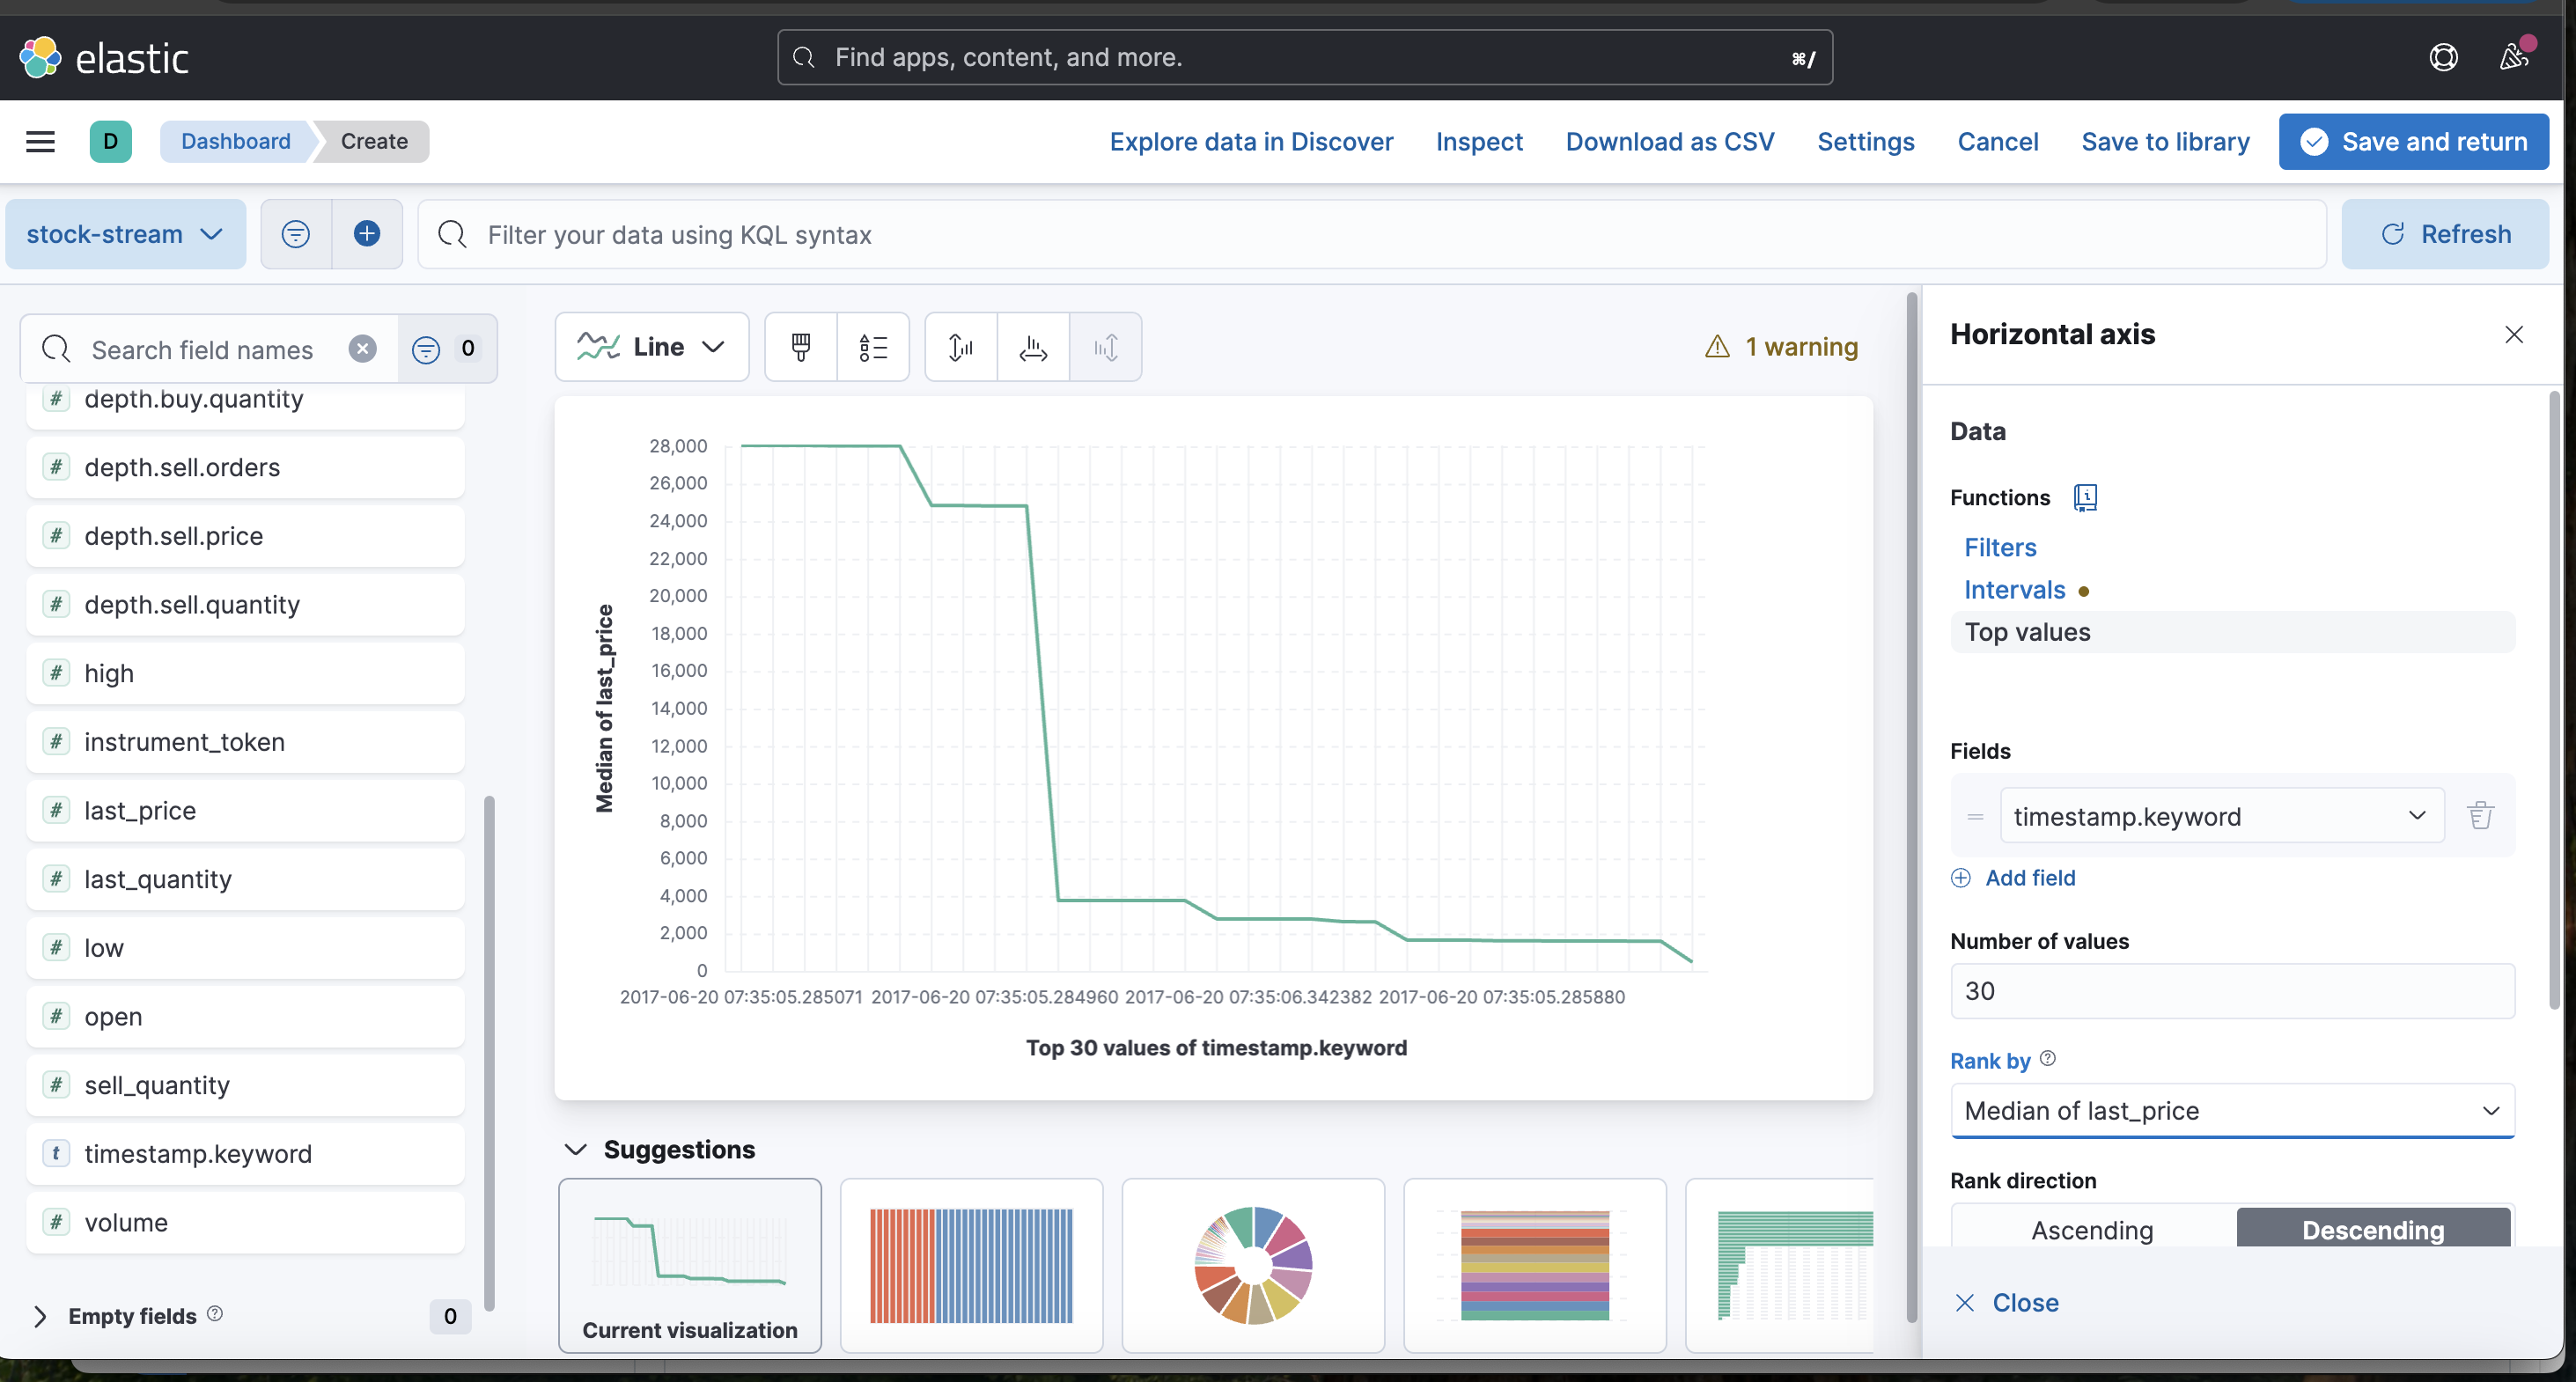 elastic
Find apps, content, and more.
⌘/
D
Dashboard
Create
Explore data in Discover
Inspect
Download as CSV
Settings
Cancel
Save to library
Save and return
stock-stream
Filter your data using KQL syntax
Refresh
Search field names
0
# depth.buy.quantity
# depth.sell.orders
# depth.sell.price
# depth.sell.quantity
# high
# instrument_token
# last_price
# last_quantity
# low
# open
# sell_quantity
t timestamp.keyword
# volume
Empty fields
0
Line
1 warning
Median of last_price
28,000
26,000
24,000
22,000
20,000
18,000
16,000
14,000
12,000
10,000
8,000
6,000
4,000
2,000
0
2017-06-20 07:35:05.285071 2017-06-20 07:35:05.284960 2017-06-20 07:35:06.342382 2017-06-20 07:35:05.285880
Top 30 values of timestamp.keyword
Suggestions
Current visualization
Horizontal axis
Data
Functions
Filters
Intervals
Top values
Fields
timestamp.keyword
Add field
Number of values
30
Rank by
Median of last_price
Rank direction
Ascending
Descending
Close